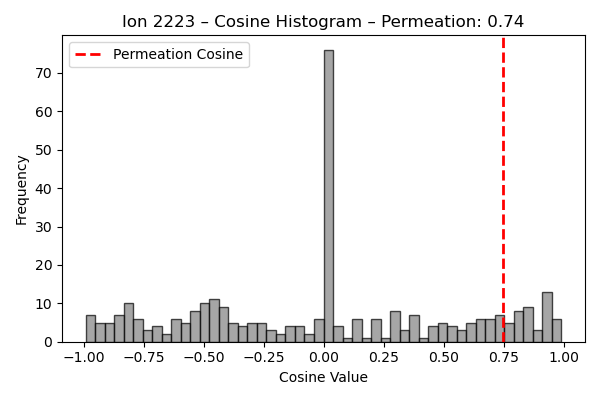 Ion 2223 – Cosine Histogram – Permeation: 0.74
Permeation Cosine
Frequency
0
10
20
30
40
50
60
70
−1.00 −0.75 −0.50 −0.25 0.00 0.25 0.50 0.75 1.00
Cosine Value